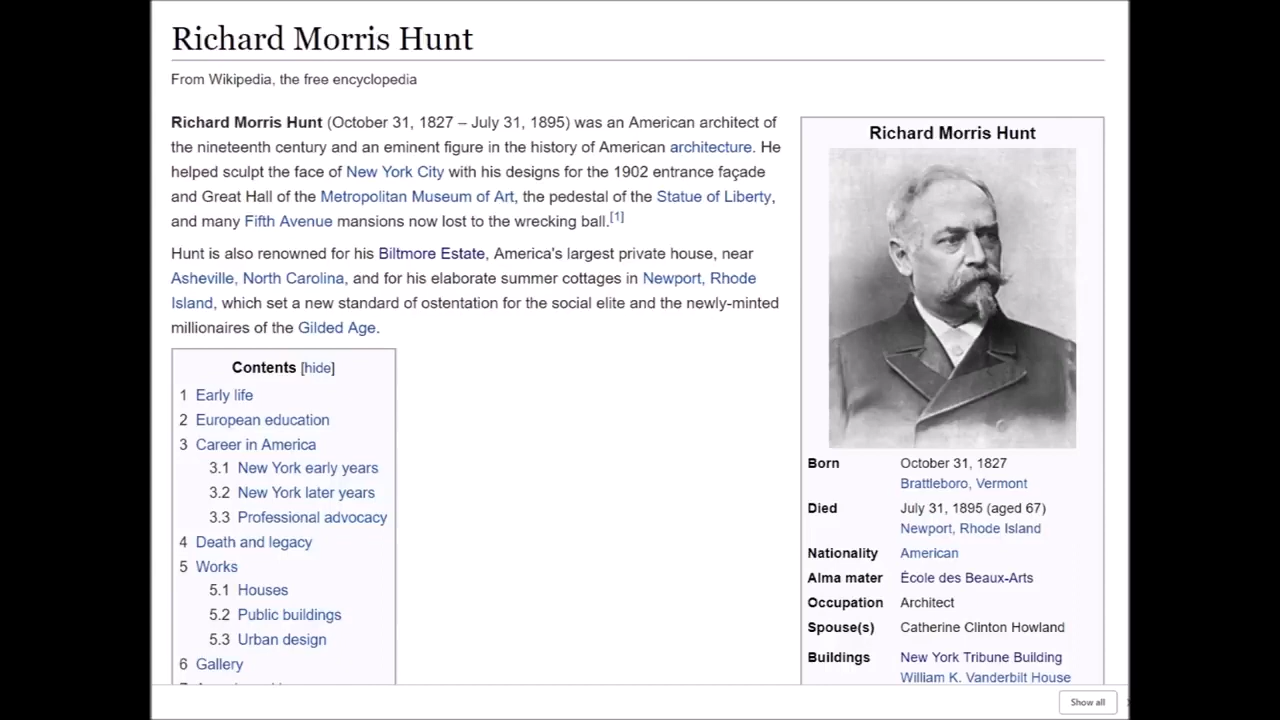 Richard Morris Hunt
From Wikipedia, the free encyclopedia
Richard Morris Hunt (October 31, 1827 – July 31, 1895) was an American architect of
the nineteenth century and an eminent figure in the history of American architecture. He
helped sculpt the face of New York City with his designs for the 1902 entrance façade
and Great Hall of the Metropolitan Museum of Art, the pedestal of the Statue of Liberty,
and many Fifth Avenue mansions now lost to the wrecking ball.[1]
Hunt is also renowned for his Biltmore Estate, America's largest private house, near
Asheville, North Carolina, and for his elaborate summer cottages in Newport, Rhode
Island, which set a new standard of ostentation for the social elite and the newly-minted
millionaires of the Gilded Age.
Contents [hide]
1 Early life
2 European education
3 Career in America
3.1 New York early years
3.2 New York later years
3.3 Professional advocacy
4 Death and legacy
5 Works
5.1 Houses
5.2 Public buildings
5.3 Urban design
6 Gallery
Richard Morris Hunt
Born October 31, 1827
Brattleboro, Vermont
Died July 31, 1895 (aged 67)
Newport, Rhode Island
Nationality American
Alma mater École des Beaux-Arts
Occupation Architect
Spouse(s) Catherine Clinton Howland
Buildings New York Tribune Building
William K. Vanderbilt House
Show all